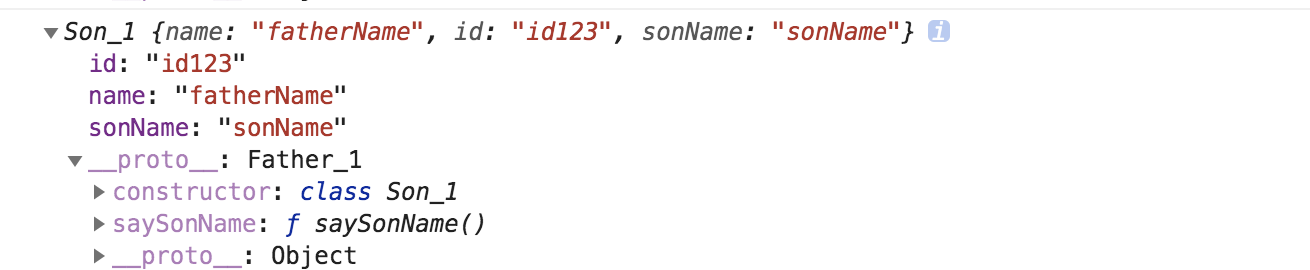 Son_1 {name: "fatherName", id: "id123", sonName: "sonName"} i
id: "id123"
name: "fatherName"
sonName: "sonName"
__proto__: Father_1
constructor: class Son_1
saySonName: ƒ saySonName()
__proto__: Object